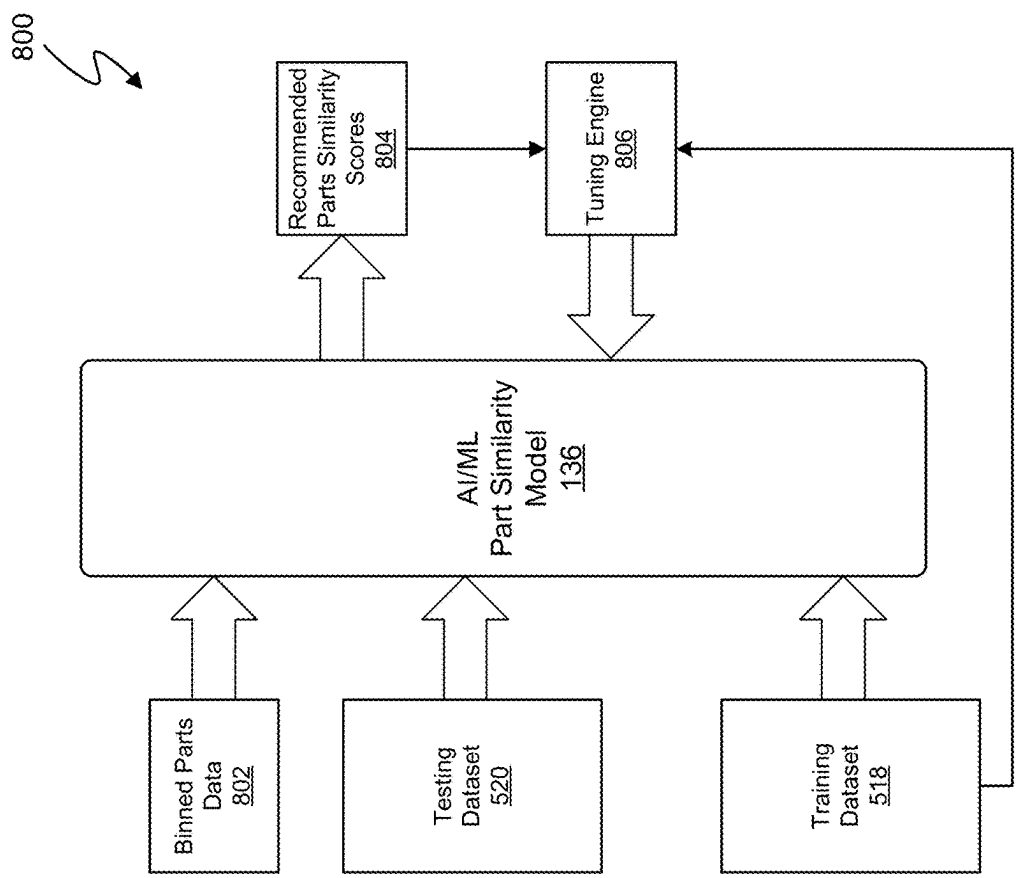 800
Binned Parts
Data
802
Testing
Dataset
520
Training
Dataset
518
AI/ML
Part Similarity
Model
136
Recommended
Parts Similarity
Scores
804
Tuning Engine
806